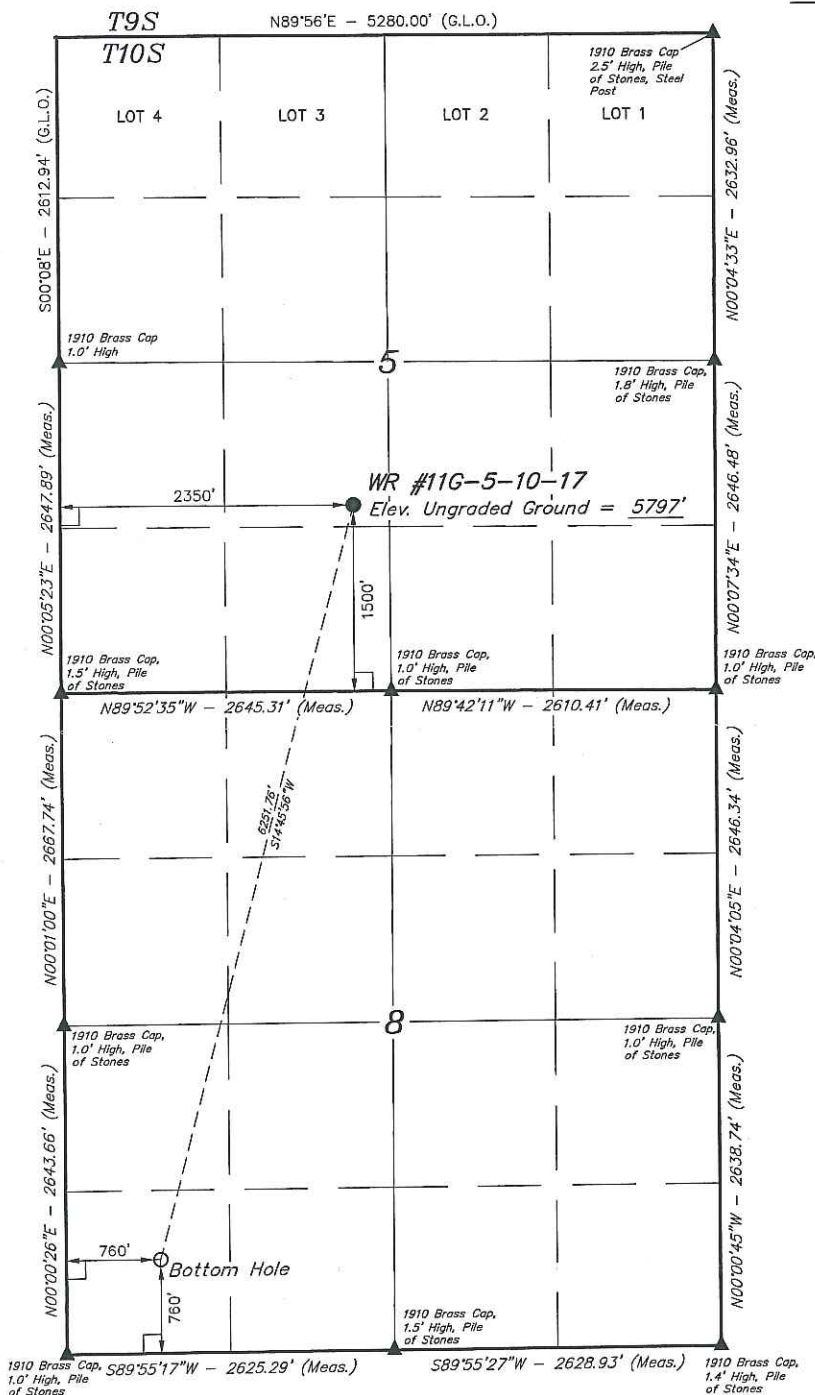 T9S
N89°56'E - 5280.00' (G.L.O.)
T10S
1910 Brass Cap
2.5' High, Pile
of Stones, Steel
Post
LOT 4
LOT 3
LOT 2
LOT 1
S00°08'E - 2612.94' (G.L.O.)
N00°04'33"E - 2632.96' (Meas.)
1910 Brass Cap
1.0' High
5
1910 Brass Cap,
1.8' High, Pile
of Stones
N00°05'23"E - 2647.89' (Meas.)
2350'
WR #11G-5-10-17
Elev. Ungraded Ground = 5797'
1500'
N00°07'34"E - 2646.48' (Meas.)
1910 Brass Cap,
1.5' High, Pile
of Stones
1910 Brass Cap,
1.0' High, Pile
of Stones
1910 Brass Cap,
1.0' High, Pile
of Stones
N89°52'35"W - 2645.31' (Meas.)
N89°42'11"W - 2610.41' (Meas.)
N00°01'00"E - 2667.74' (Meas.)
6251.76'
S14°45'56"W
N00°04'05"E - 2646.34' (Meas.)
1910 Brass Cap,
1.0' High, Pile
of Stones
8
1910 Brass Cap,
1.0' High, Pile
of Stones
N00°00'26"E - 2643.66' (Meas.)
760'
Bottom Hole
760'
N00°00'45"W - 2638.74' (Meas.)
1910 Brass Cap,
1.5' High, Pile
of Stones
1910 Brass Cap,
1.0' High, Pile
of Stones
S89°55'17"W - 2625.29' (Meas.)
S89°55'27"W - 2628.93' (Meas.)
1910 Brass Cap,
1.4' High, Pile
of Stones